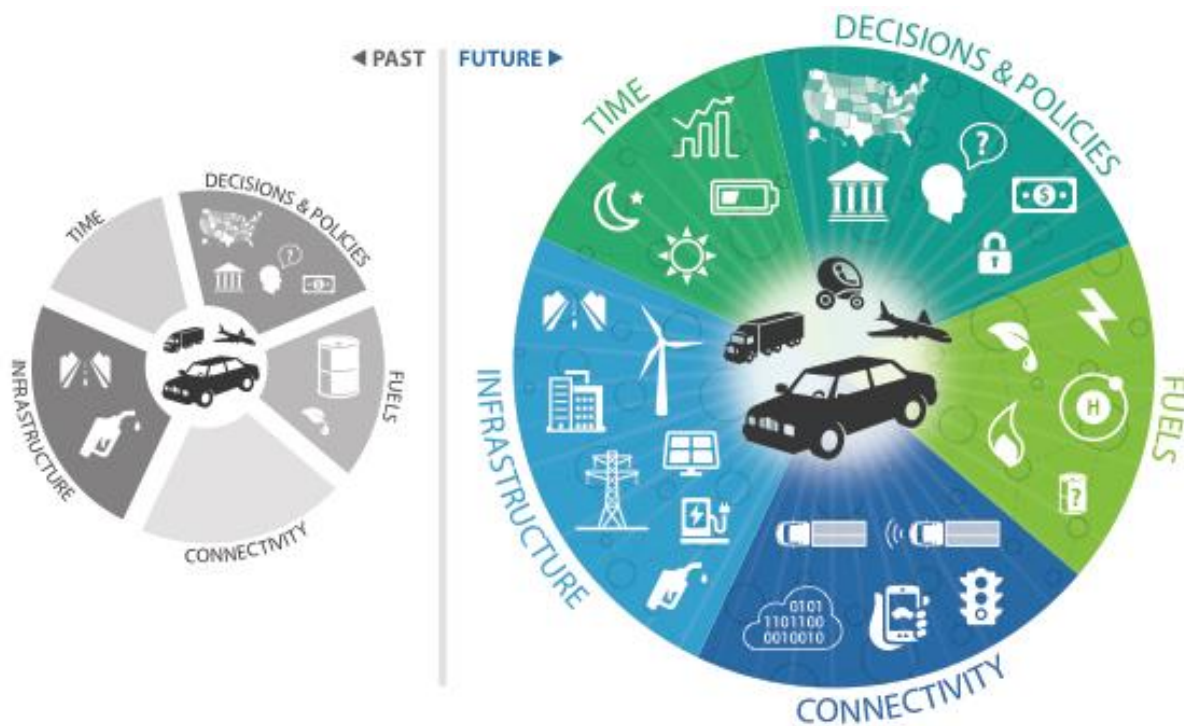 ◄ PAST
FUTURE ►
TIME
DECISIONS & POLICIES
?
$
INFRASTRUCTURE
FUELS
CONNECTIVITY
TIME
DECISIONS & POLICIES
?
$
INFRASTRUCTURE
FUELS
H
?
0101
1101100
0010010
CONNECTIVITY